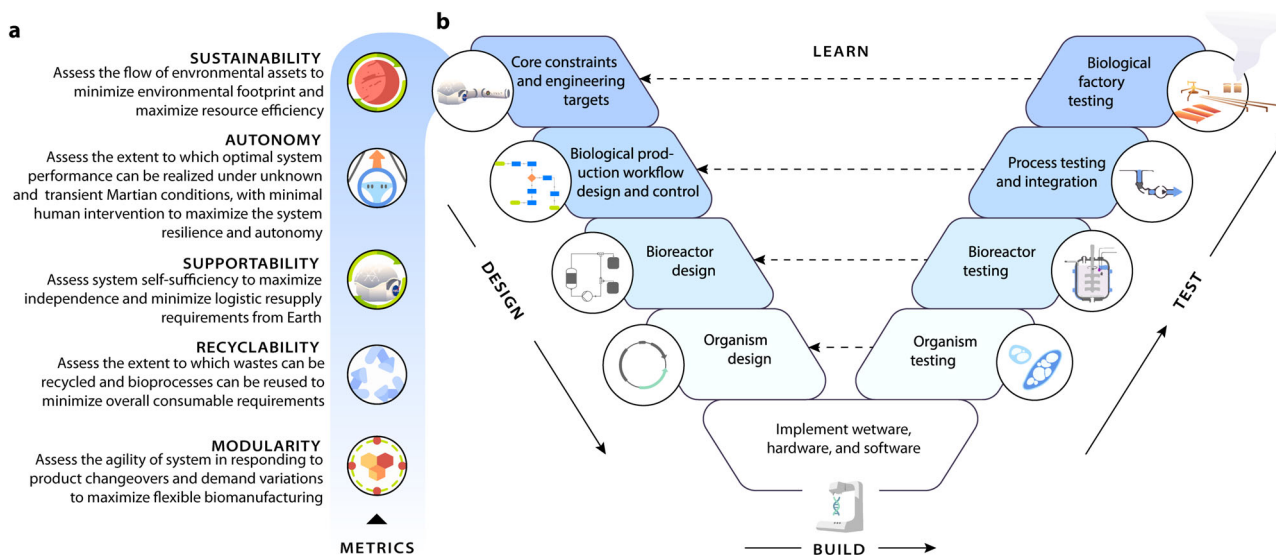 a
SUSTAINABILITY
Assess the flow of envronmental assets to
minimize environmental footprint and
maximize resource efficiency
AUTONOMY
Assess the extent to which optimal system
performance can be realized under unknown
and transient Martian conditions, with minimal
human intervention to maximize the system
resilience and autonomy
SUPPORTABILITY
Assess system self-sufficiency to maximize
independence and minimize logistic resupply
requirements from Earth
RECYCLABILITY
Assess the extent to which wastes can be
recycled and bioprocesses can be reused to
minimize overall consumable requirements
MODULARITY
Assess the agility of system in responding to
product changeovers and demand variations
to maximize flexible biomanufacturing
METRICS
b
LEARN
Core constraints
and engineering
targets
Biological
factory
testing
Biological prod-
uction workflow
design and control
Process testing
and integration
Bioreactor
design
Bioreactor
testing
Organism
design
Organism
testing
Implement wetware,
hardware, and software
DESIGN
BUILD
TEST